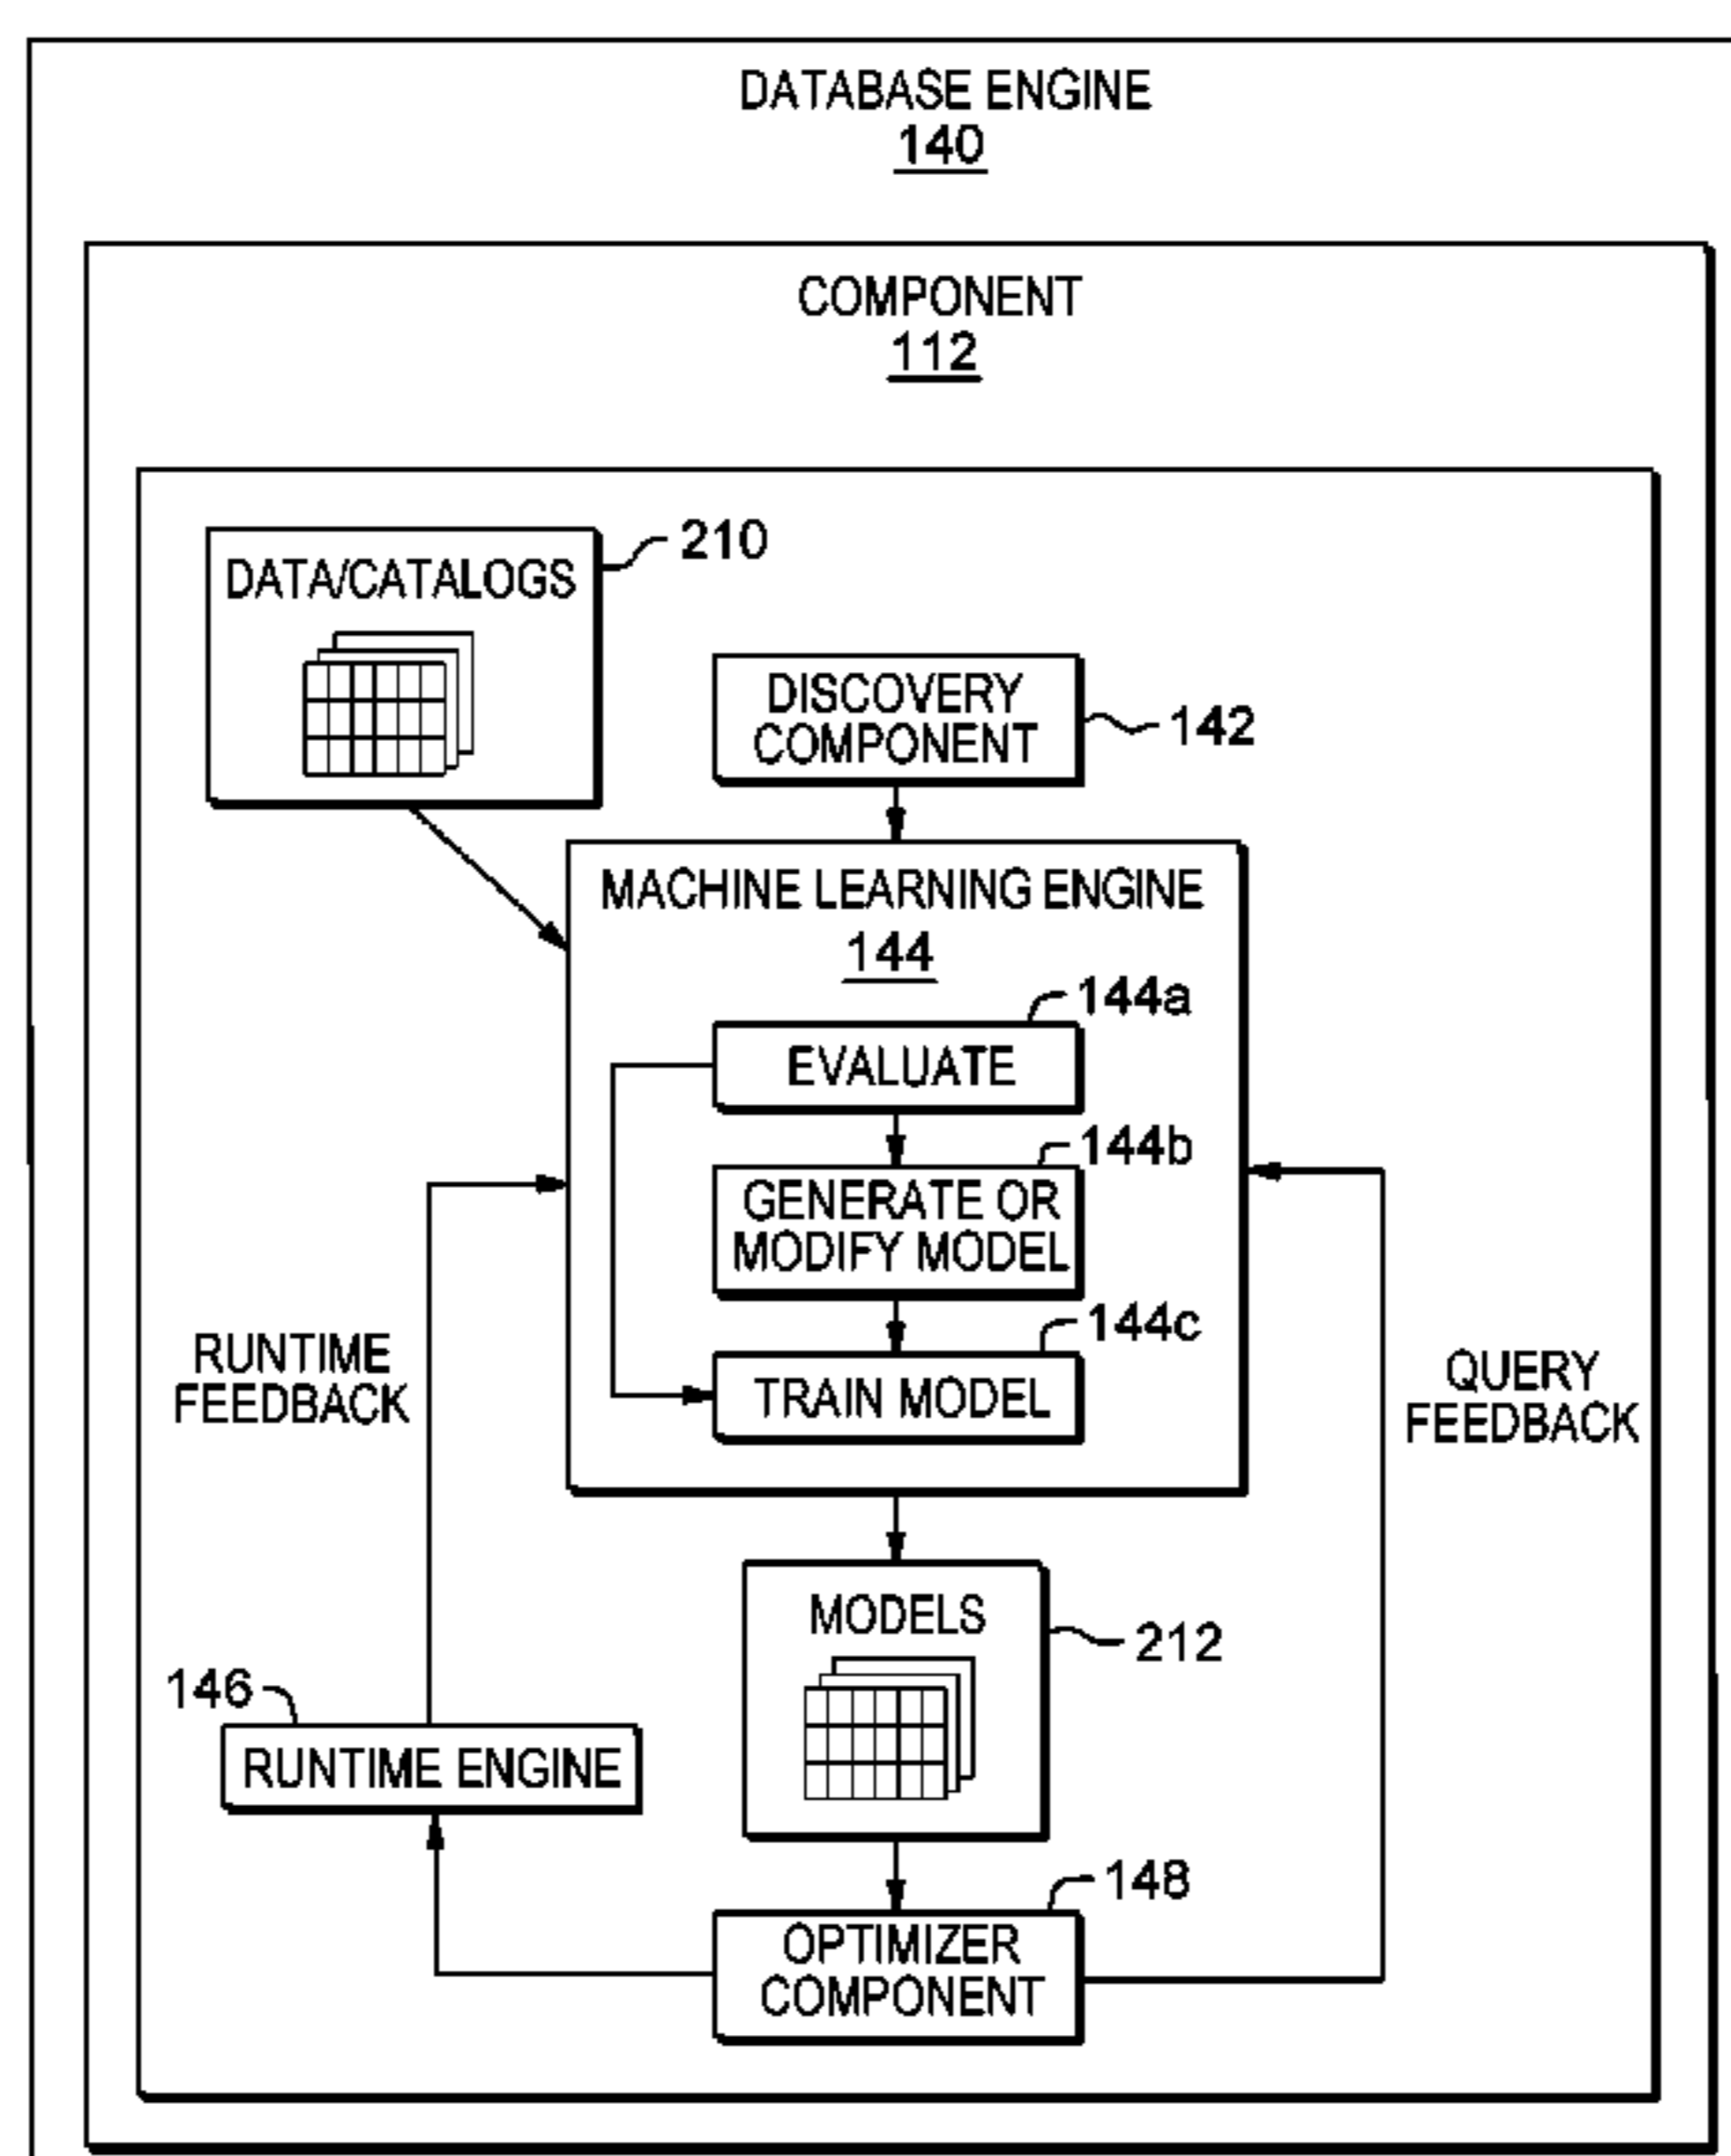 DATABASE ENGINE
140
COMPONENT
112
DATA/CATALOGS
210
DISCOVERY
COMPONENT
142
MACHINE LEARNING ENGINE
144
144a
EVALUATE
144b
GENERATE OR
MODIFY MODEL
144c
TRAIN MODEL
RUNTIME
FEEDBACK
QUERY
FEEDBACK
MODELS
212
146
RUNTIME ENGINE
148
OPTIMIZER
COMPONENT